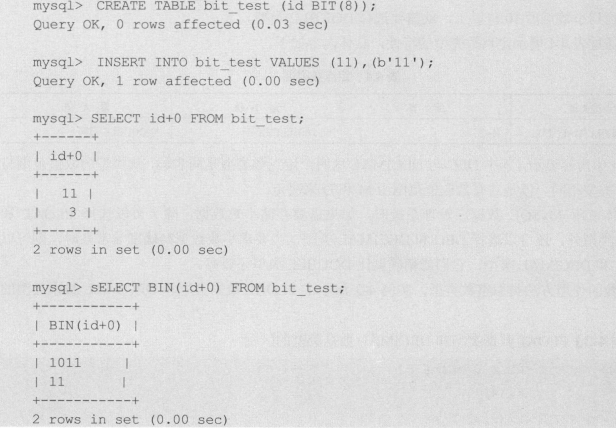 mysql>  CREATE TABLE bit_test (id BIT(8));
Query OK, 0 rows affected (0.03 sec)
mysql>  INSERT INTO bit_test VALUES (11),(b'11');
Query OK, 1 row affected (0.00 sec)
mysql> SELECT id+0 FROM bit_test;
+------+
| id+0 |
+------+
|  11 |
|   3 |
+------+
2 rows in set (0.00 sec)
mysql> sELECT BIN(id+0) FROM bit_test;
+-----------+
| BIN(id+0) |
+-----------+
| 1011     |
| 11      |
+-----------+
2 rows in set (0.00 sec)